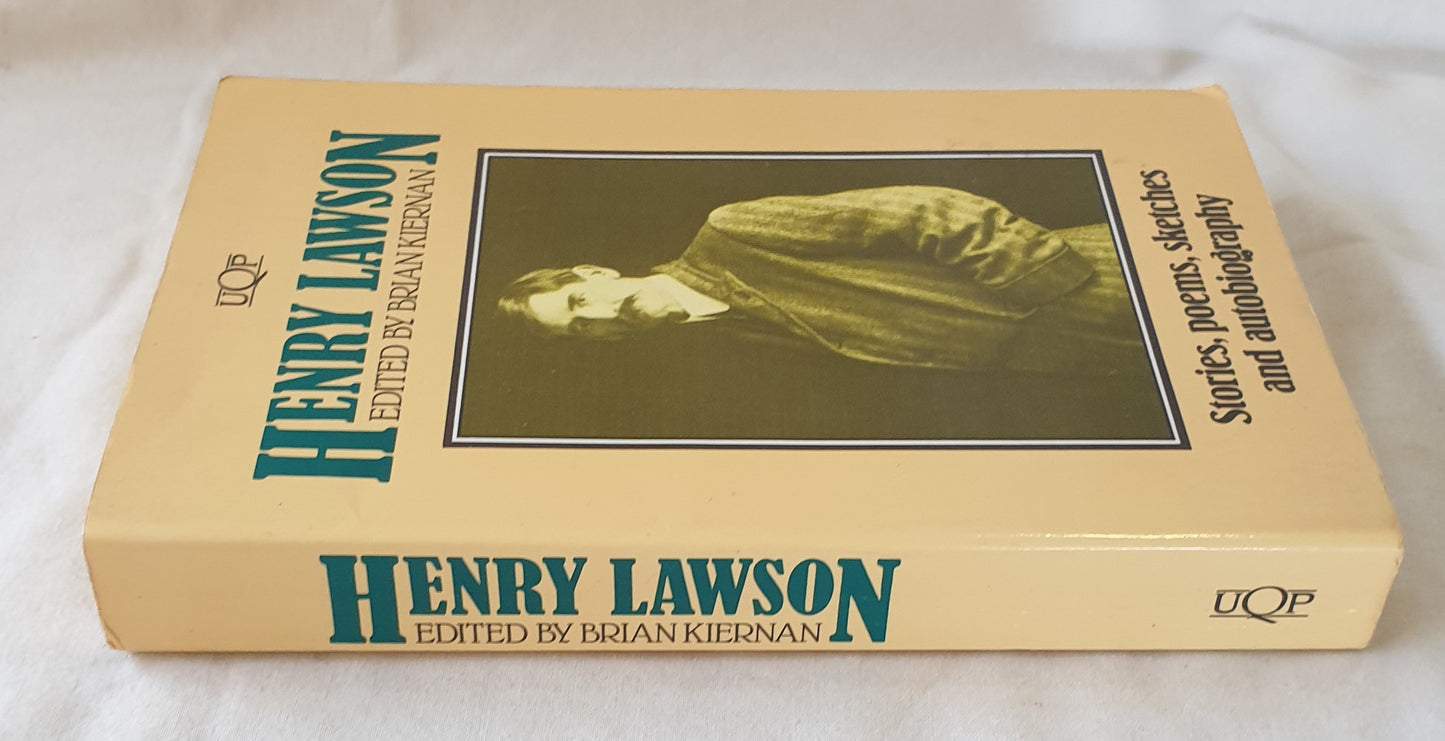 UQP
HENRY LAWSON
EDITED BY BRIAN KIERNAN
Stories, poems, sketches
and autobiography
HENRY LAWSON
EDITED BY BRIAN KIERNAN
UQP